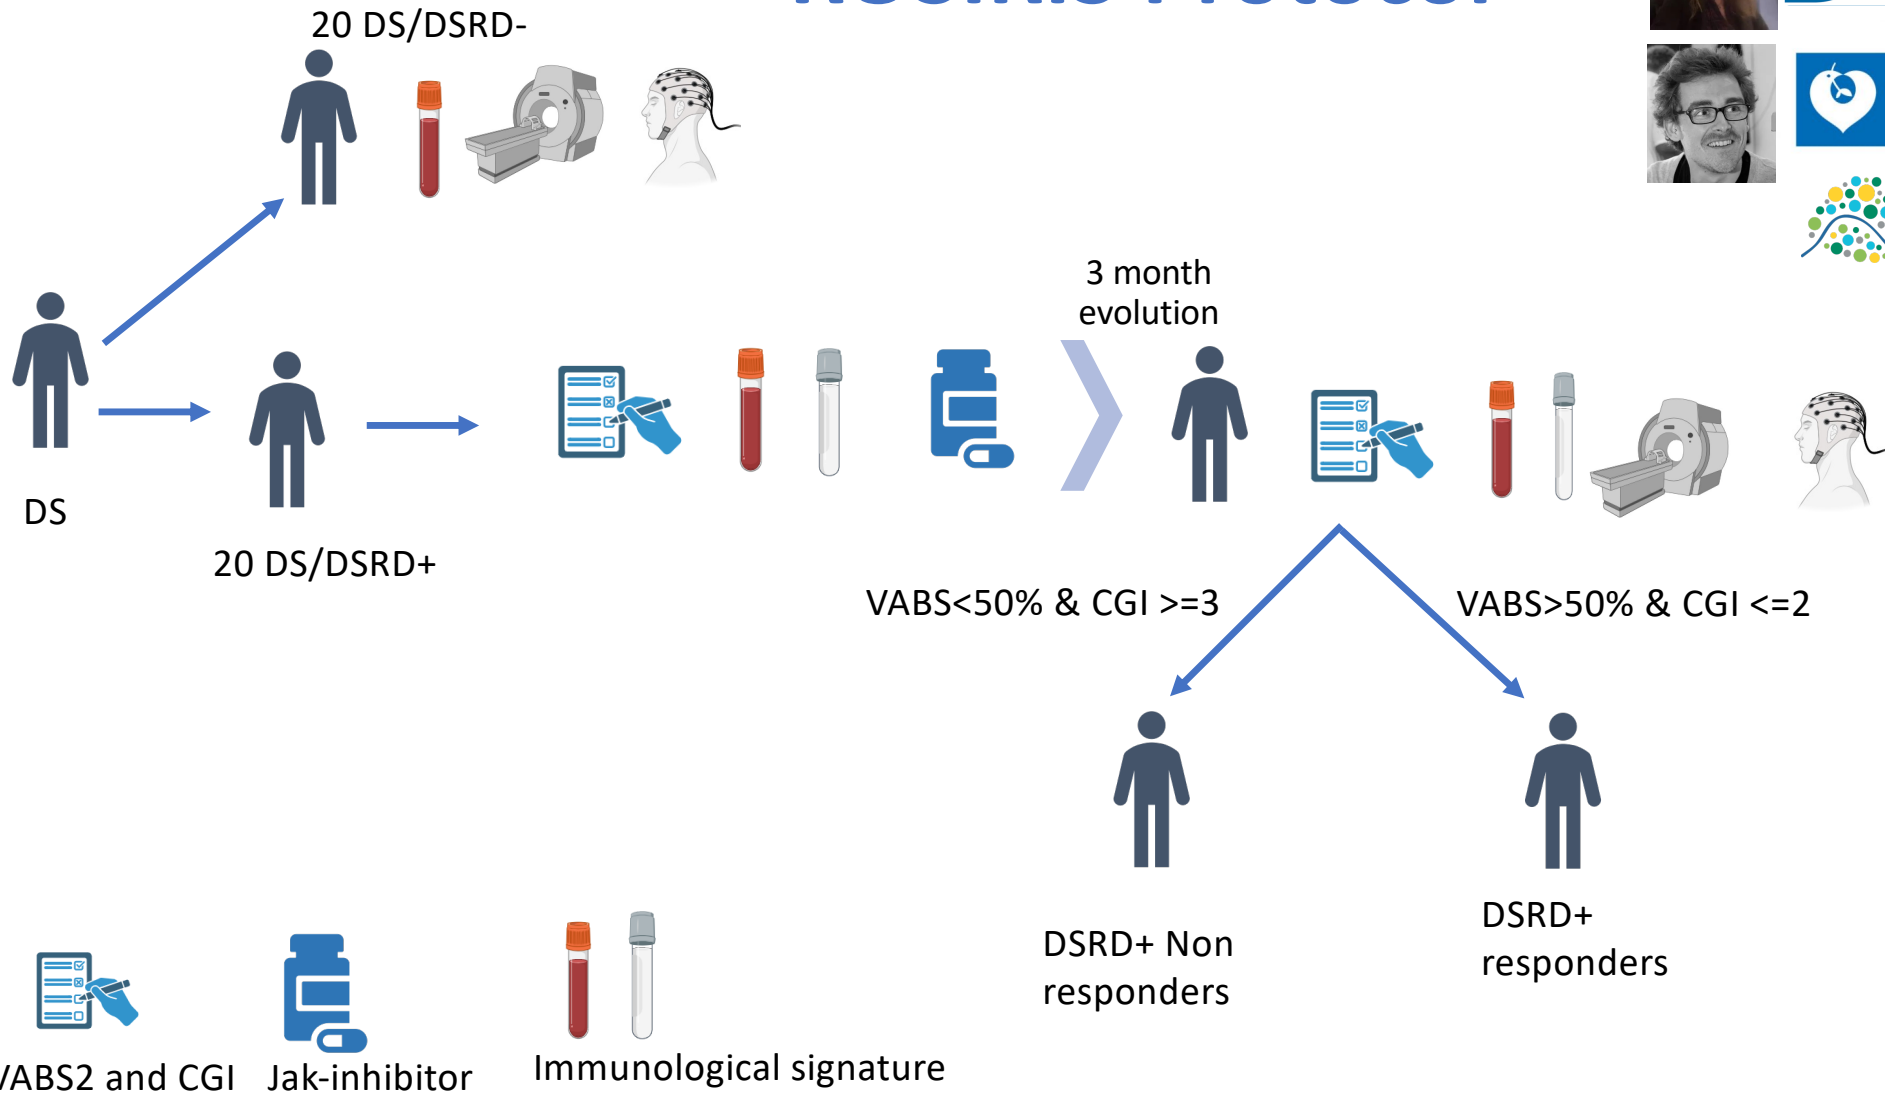 20 DS/DSRD-
3 month
evolution
DS
20 DS/DSRD+
VABS<50% & CGI >=3
VABS>50% & CGI <=2
DSRD+ Non
responders
DSRD+
responders
VABS2 and CGI
Jak-inhibitor
Immunological signature